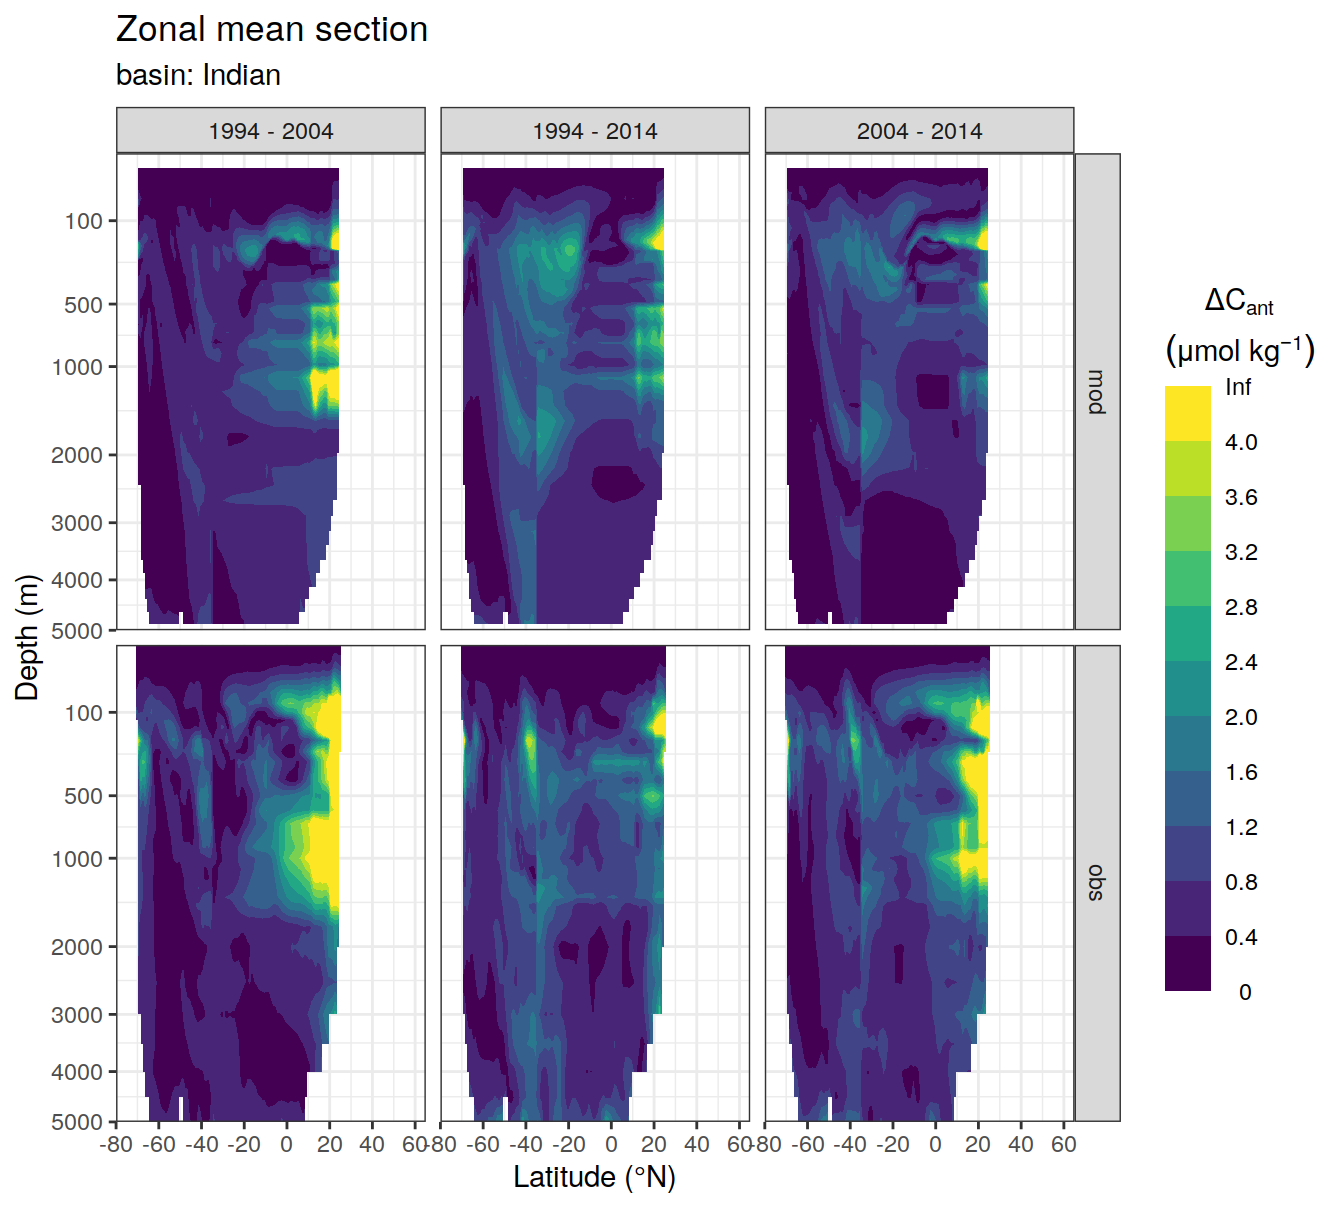 Zonal mean section
basin: Indian
1994 - 2004
1994 - 2014
2004 - 2014
100
500
1000
2000
3000
4000
5000
mod
100
500
1000
2000
3000
4000
5000
obs
-80 -60 -40 -20 0 20 40 60
-80 -60 -40 -20 0 20 40 60
-80 -60 -40 -20 0 20 40 60
Depth (m)
Latitude (°N)
ΔCant
(μmol kg⁻¹)
Inf
4.0
3.6
3.2
2.8
2.4
2.0
1.6
1.2
0.8
0.4
0